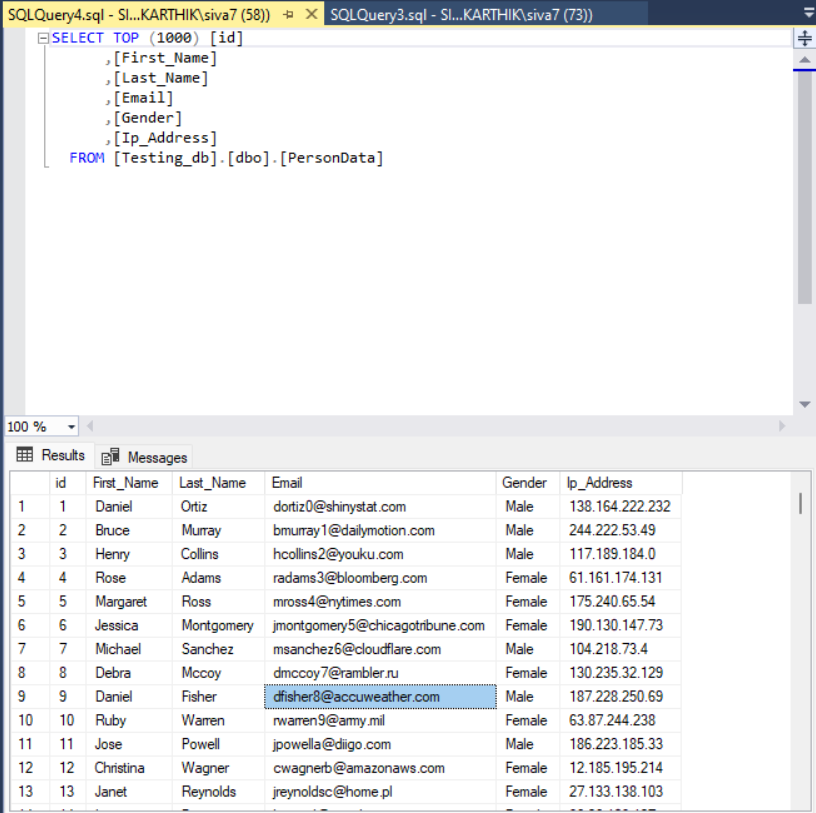 SQLQuery4.sql - SI...KARTHIK\siva7 (58)) SQLQuery3.sql - SI...KARTHIK\siva7 (73))
SELECT TOP (1000) [id]
,[First_Name]
,[Last_Name]
,[Email]
,[Gender]
,[Ip_Address]
FROM [Testing_db].[dbo].[PersonData]
100 %
Results Messages
id First_Name Last_Name Email Gender Ip_Address
1 1 Daniel Ortiz dortiz0@shinystat.com Male 138.164.222.232
2 2 Bruce Murray bmurray1@dailymotion.com Male 244.222.53.49
3 3 Henry Collins hcollins2@youku.com Male 117.189.184.0
4 4 Rose Adams radams3@bloomberg.com Female 61.161.174.131
5 5 Margaret Ross mross4@nytimes.com Female 175.240.65.54
6 6 Jessica Montgomery jmontgomery5@chicagotribune.com Female 190.130.147.73
7 7 Michael Sanchez msanchez6@cloudflare.com Male 104.218.73.4
8 8 Debra Mccoy dmccoy7@rambler.ru Female 130.235.32.129
9 9 Daniel Fisher dfisher8@accuweather.com Male 187.228.250.69
10 10 Ruby Warren rwarren9@army.mil Female 63.87.244.238
11 11 Jose Powell jpowella@diigo.com Male 186.223.185.33
12 12 Christina Wagner cwagnerb@amazonaws.com Female 12.185.195.214
13 13 Janet Reynolds jreynoldsc@home.pl Female 27.133.138.103